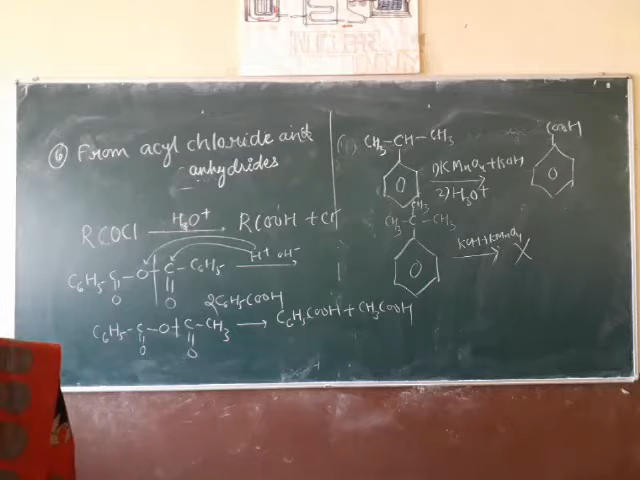 ⑥ From acyl chloride and
anhydrides
RCOCl H₃O⁺ → RCOOH + Cl⁻
C₆H₅–C–O–C–C₆H₅ H⁺ OH⁻ →
O O
2C₆H₅COOH
C₆H₅–C–O–C–CH₃ → C₆H₅COOH + CH₃COOH
O O
CH₃–CH–CH₃
1) KMnO₄ + KOH
2) H₃O⁺
COOH
CH₃
CH₃–C–CH₃
KOH + KMnO₄ → X